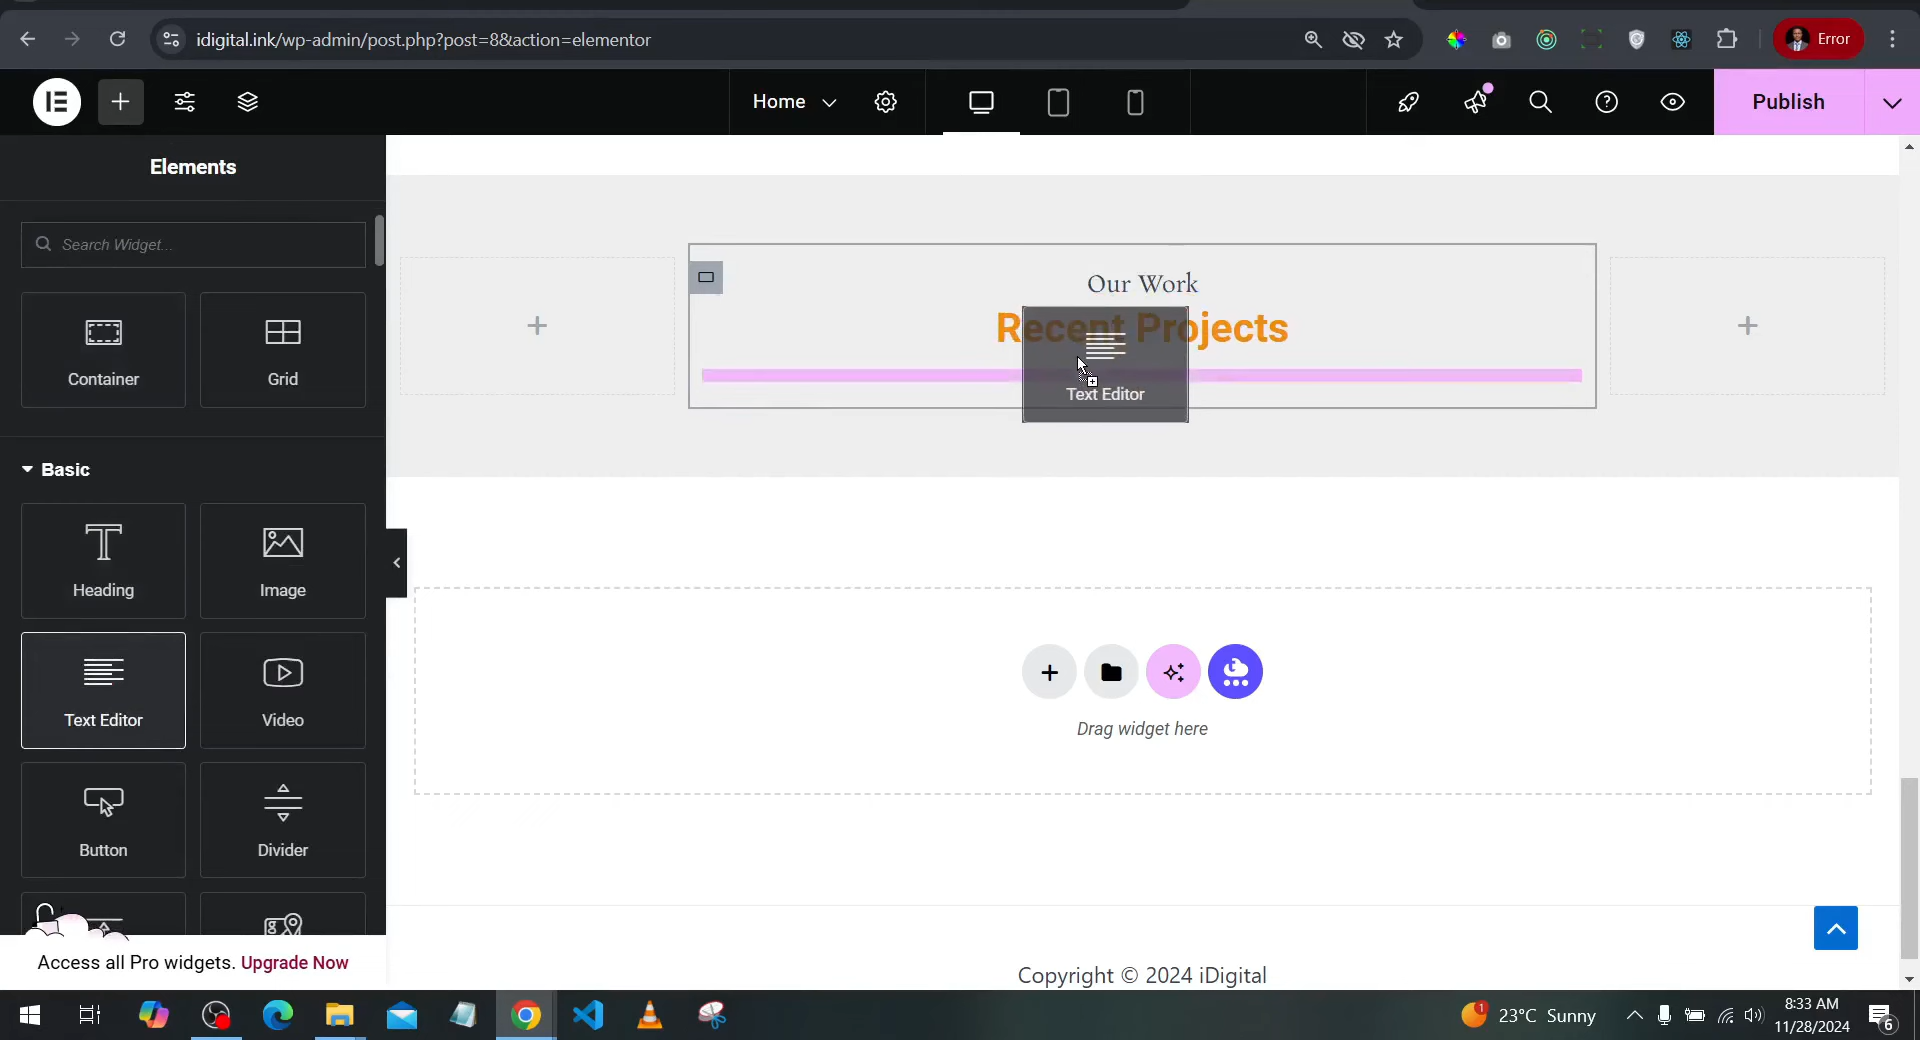 idigital.ink/wp-admin/post.php?post=8&action=elementor
Error
Home
Publish
Elements
Search Widget...
Container
Grid
Basic
Heading
Image
Text Editor
Video
Button
Divider
Access all Pro widgets. Upgrade Now
Our Work
Recent Projects
Text Editor
Drag widget here
Copyright © 2024 iDigital
1
23°C Sunny
8:33 AM
11/28/2024
6